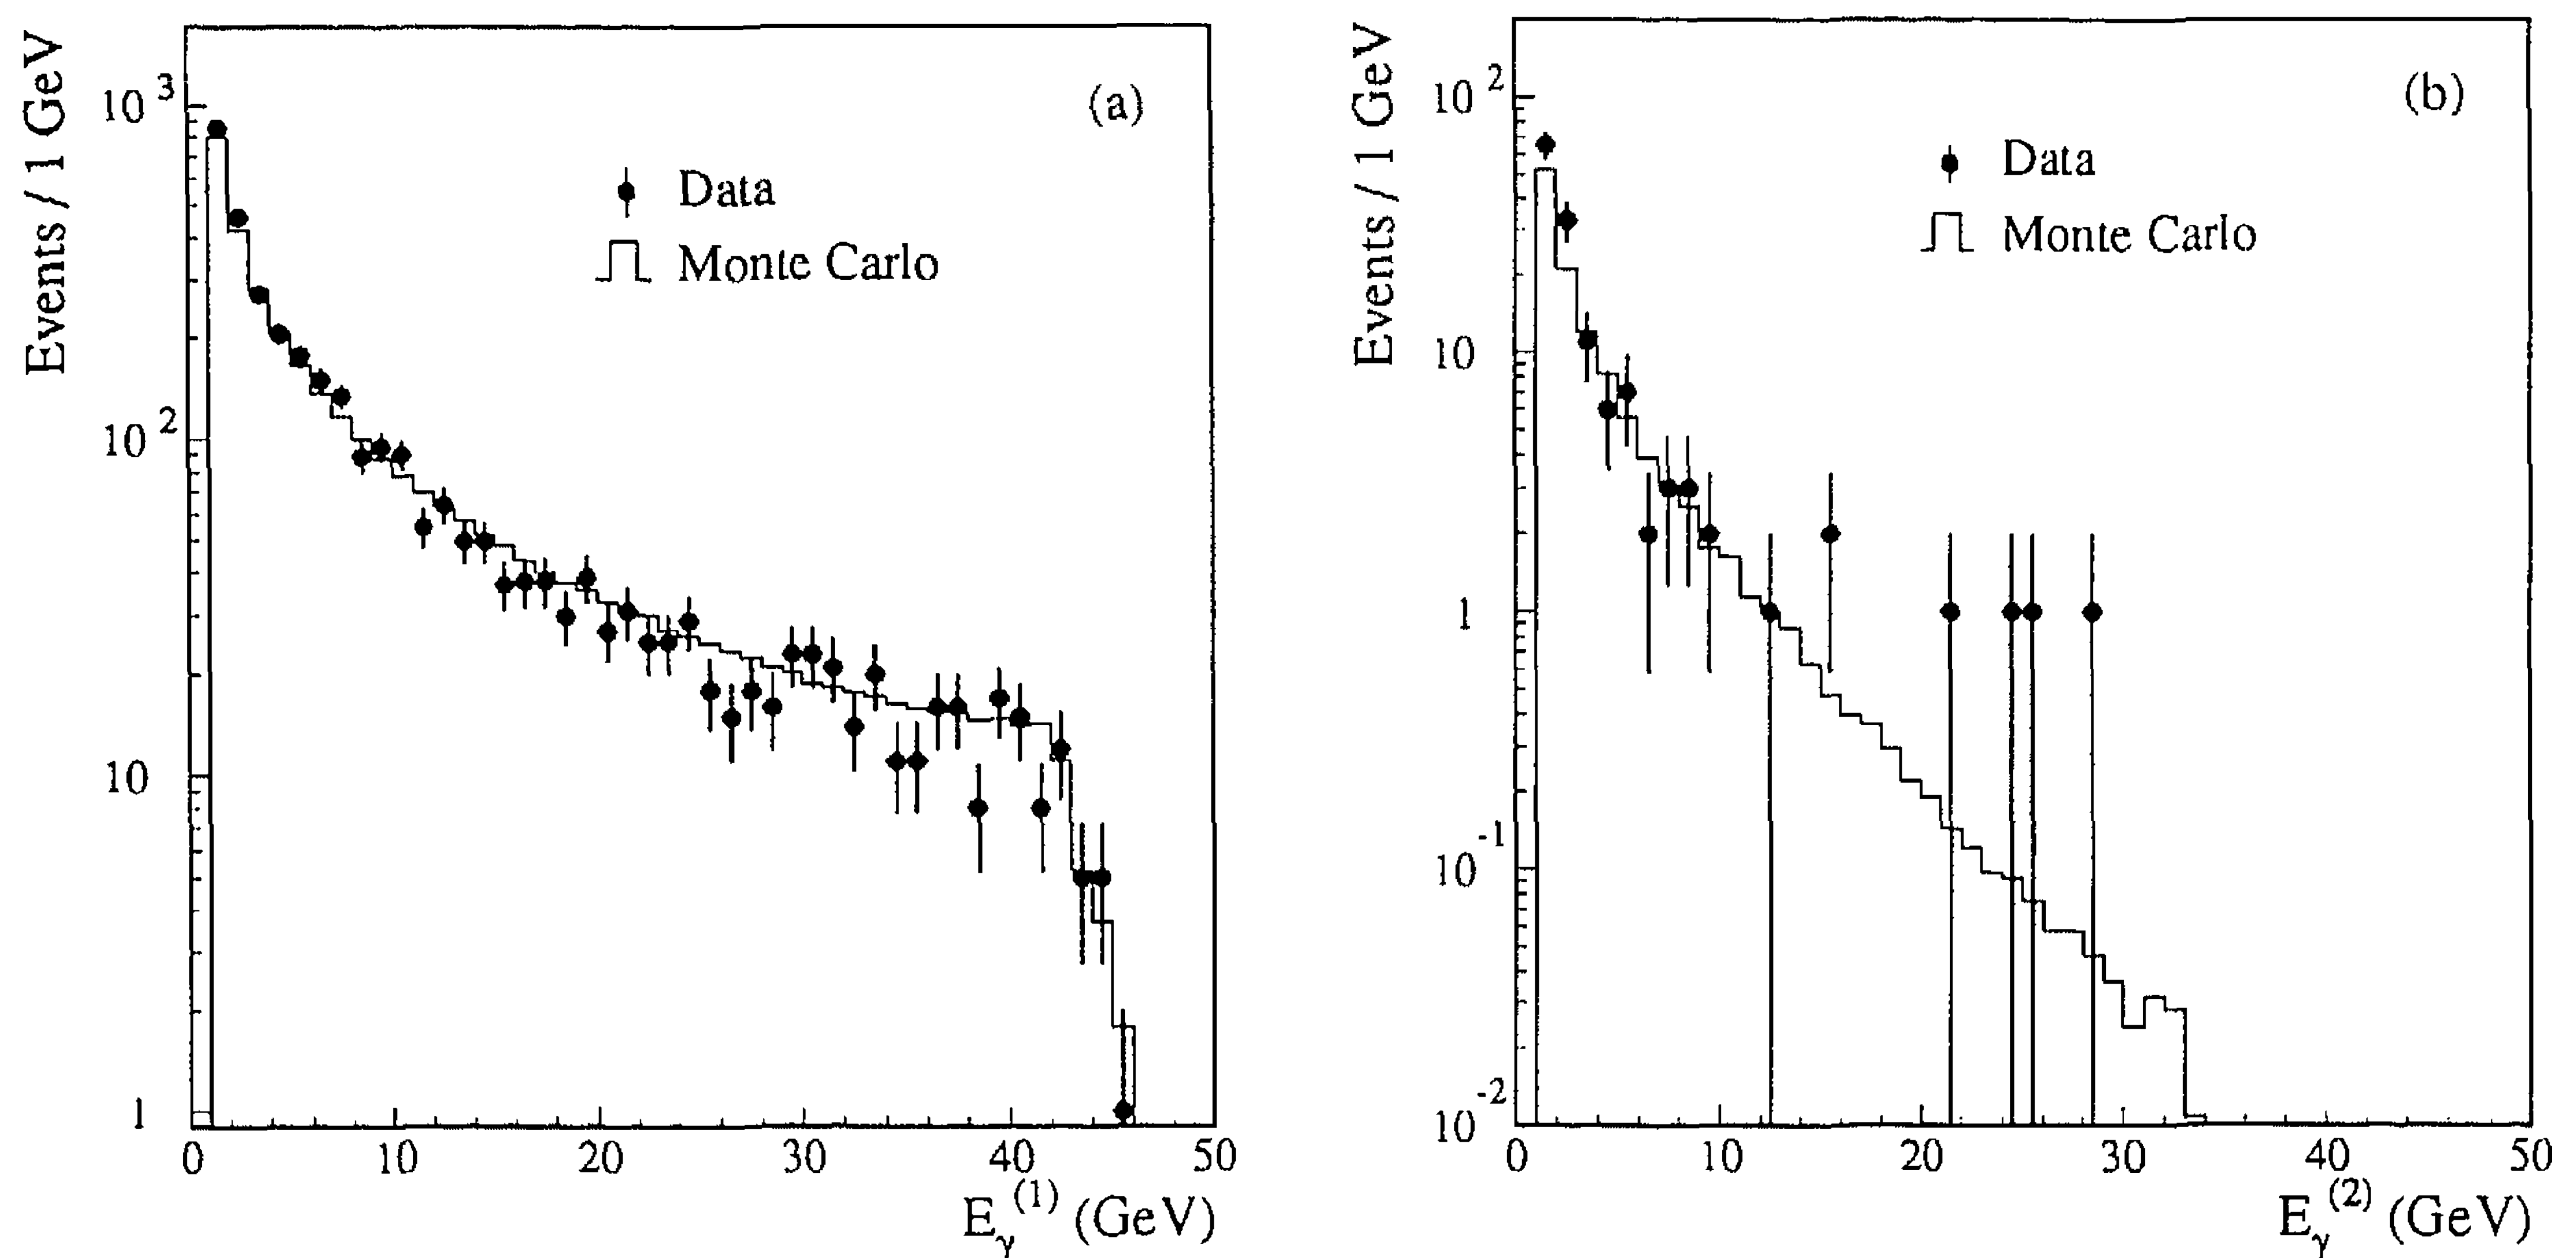 (a)
Events / 1 GeV
10 3
10 2
10
1
Data
Monte Carlo
0 10 20 30 40 50
Eγ(1) (GeV)
(b)
Events / 1 GeV
10 2
10
1
10 -1
10 -2
Data
Monte Carlo
0 10 20 30 40 50
Eγ(2) (GeV)